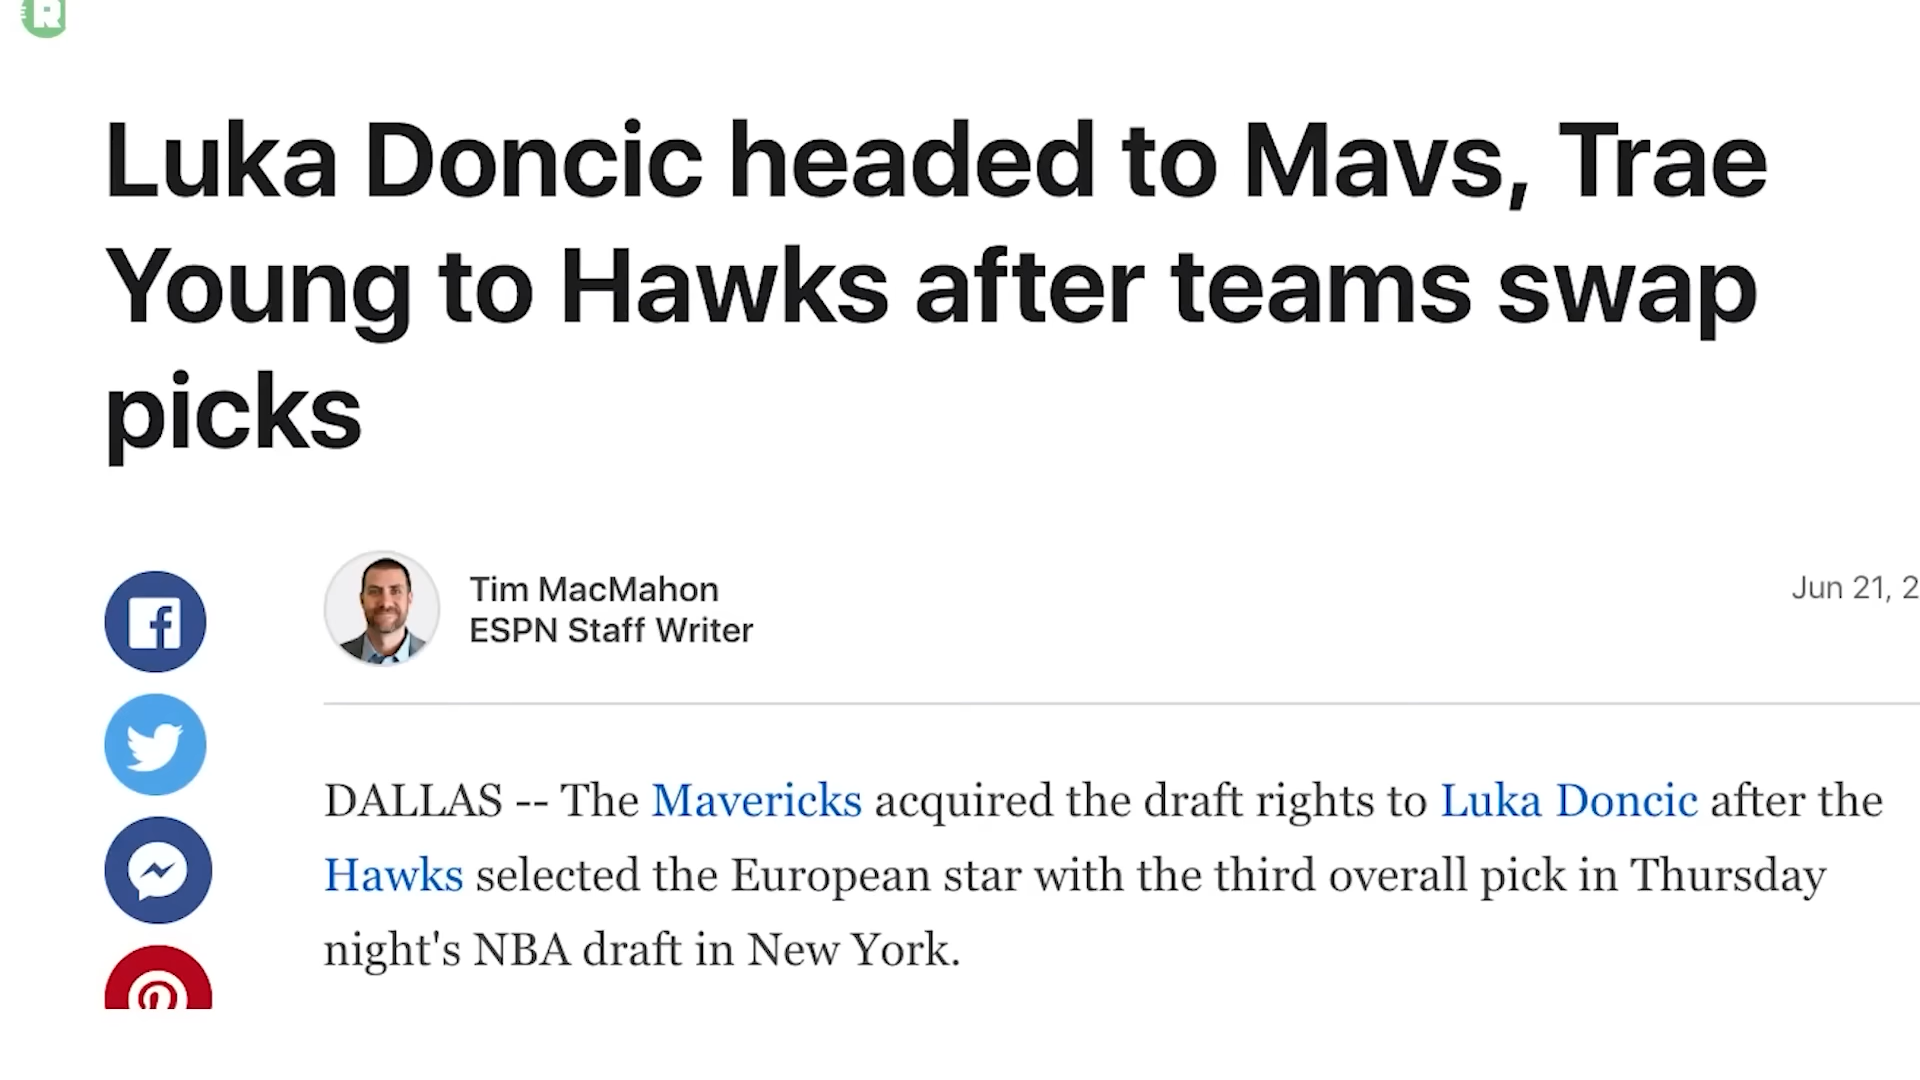 R
Luka Doncic headed to Mavs, Trae
Young to Hawks after teams swap
picks
Tim MacMahon
ESPN Staff Writer
Jun 21, 2
DALLAS -- The Mavericks acquired the draft rights to Luka Doncic after the
Hawks selected the European star with the third overall pick in Thursday
night's NBA draft in New York.